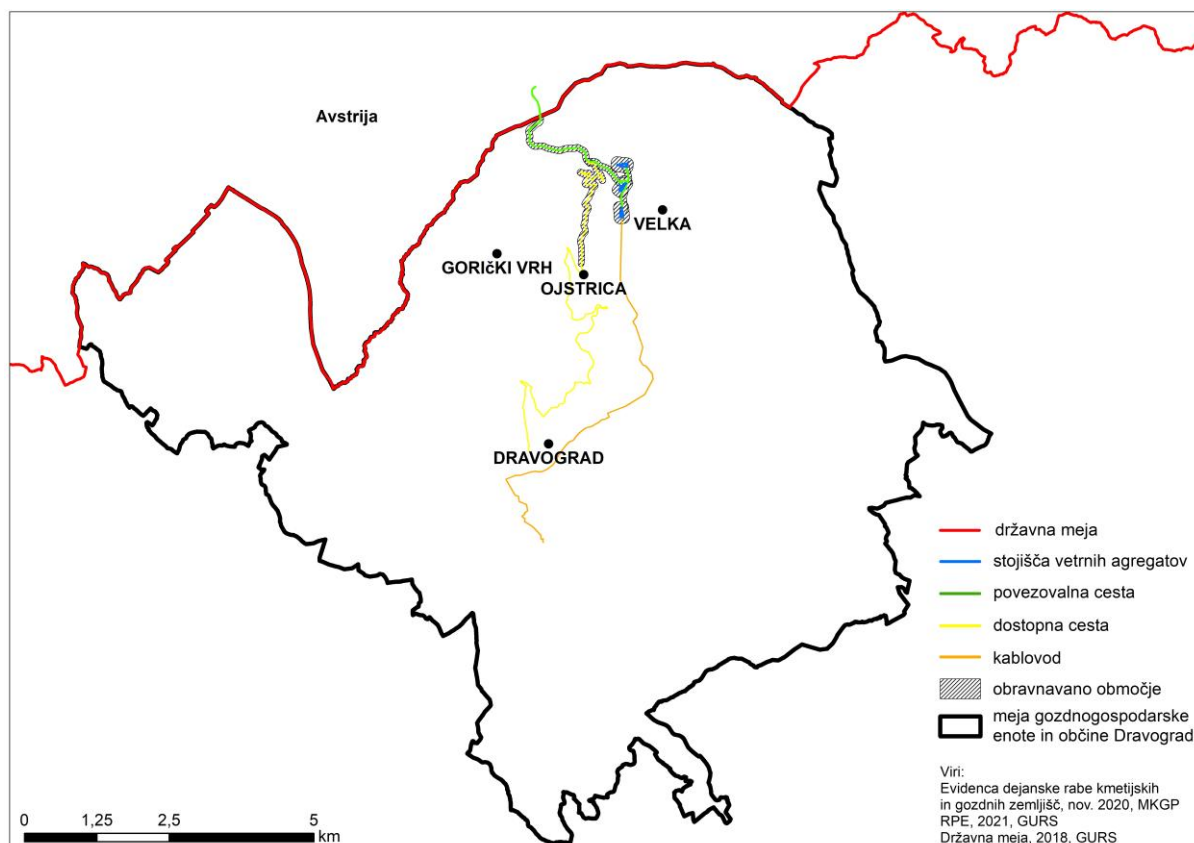 Avstrija
VELKA
GORIčKI VRH
OJSTRICA
DRAVOGRAD
državna meja
stojišča vetrnih agregatov
povezovalna cesta
dostopna cesta
kablovod
obravnavano območje
meja gozdnogospodarske
enote in občine Dravograd
Viri:
Evidenca dejanske rabe kmetijskih
in gozdnih zemljišč, nov. 2020, MKGP
RPE, 2021, GURS
Državna meja, 2018, GURS
0 1,25 2,5 5
km